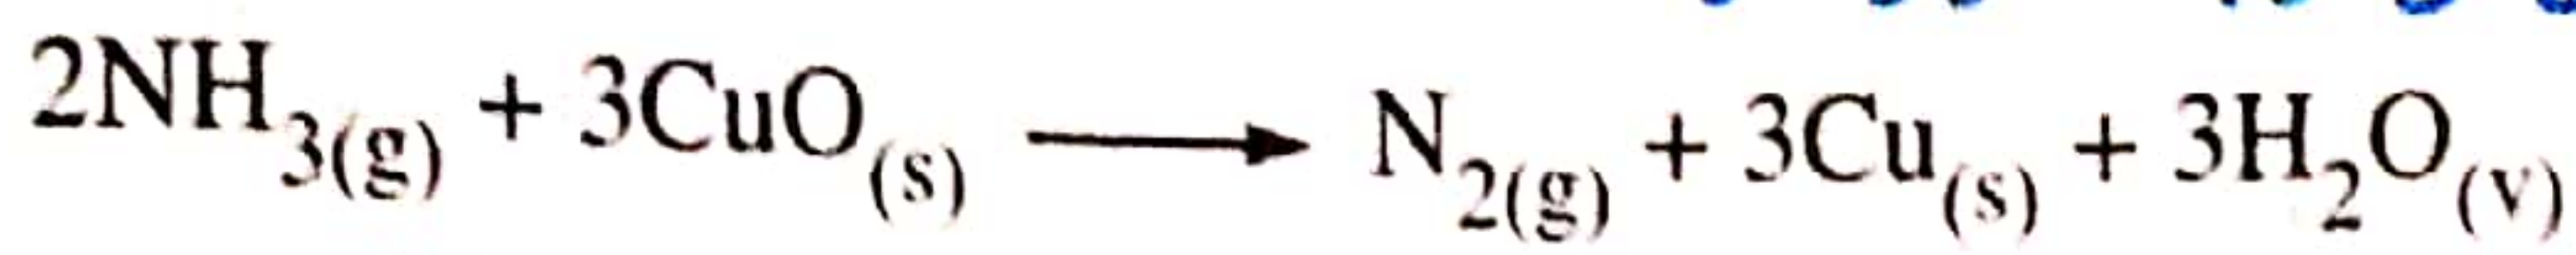 2NH₃(g) + 3CuO(s) ⟶ N₂(g) + 3Cu(s) + 3H₂O(v)